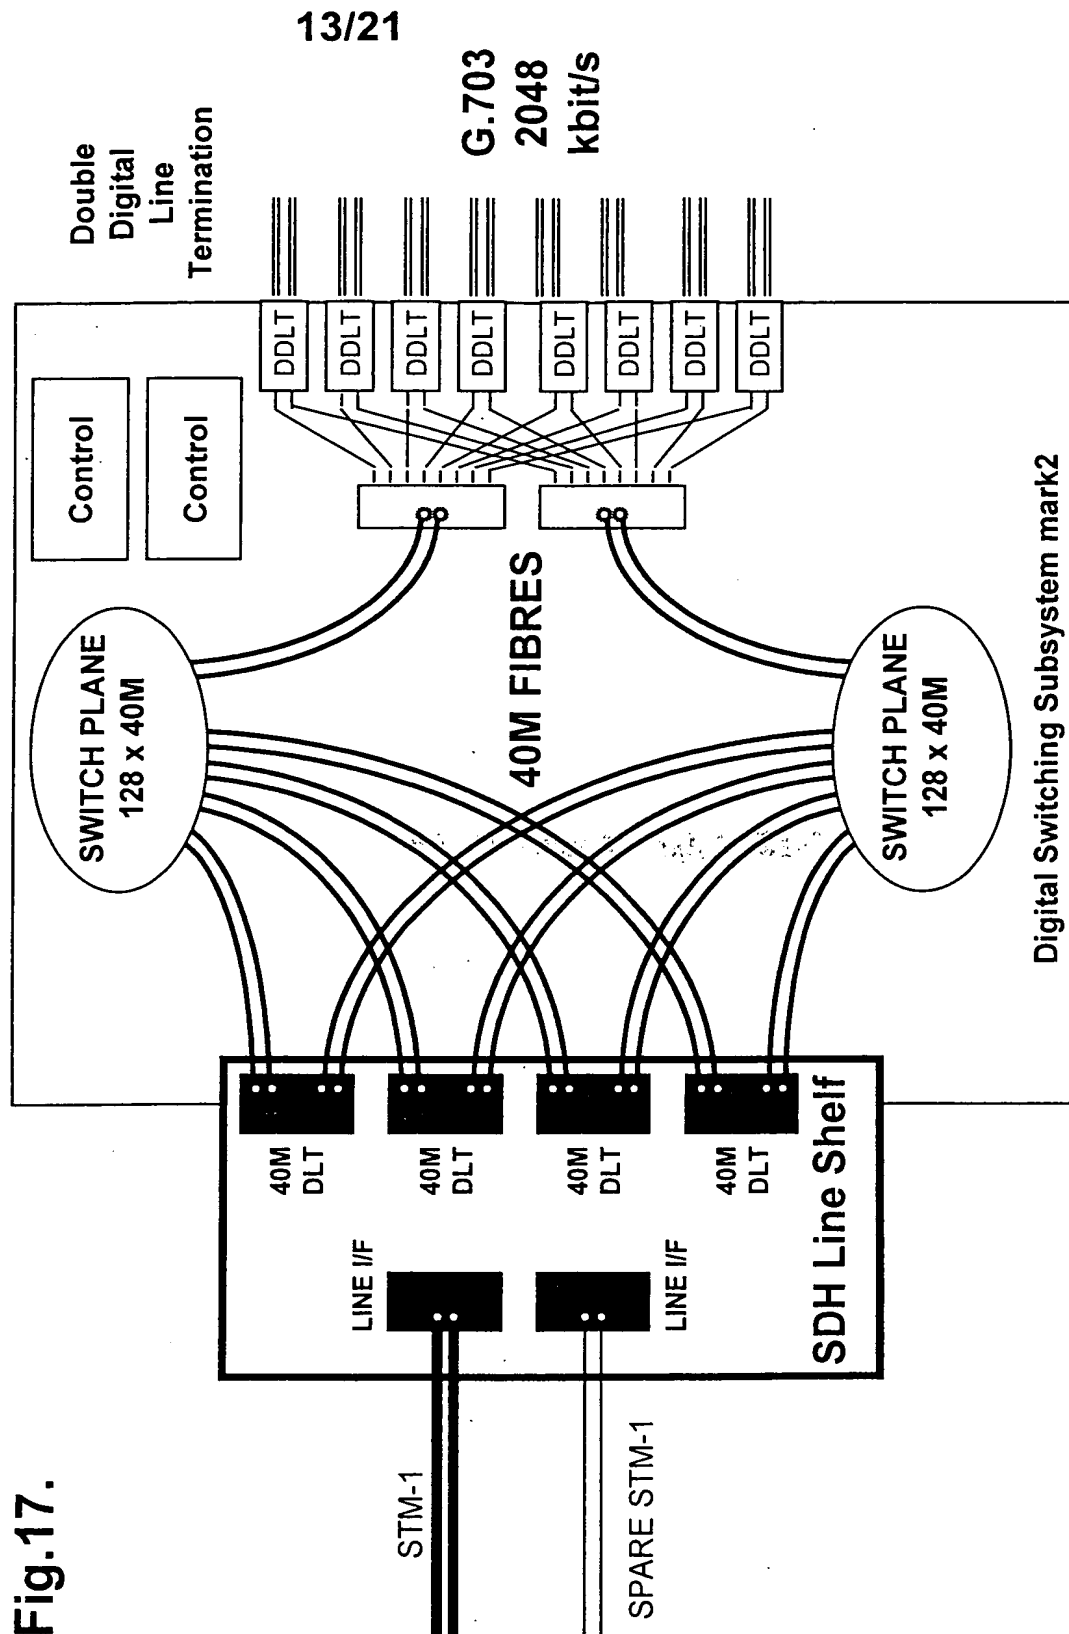 13/21
Fig.17.
STM-1
SPARE STM-1
LINE I/F
LINE I/F
SDH Line Shelf
40M
DLT
40M
DLT
40M
DLT
40M
DLT
SWITCH PLANE
128 x 40M
SWITCH PLANE
128 x 40M
40M FIBRES
Control
Control
DDLT
DDLT
DDLT
DDLT
DDLT
DDLT
DDLT
DDLT
Double
Digital
Line
Termination
G.703
2048
kbit/s
Digital Switching Subsystem mark2